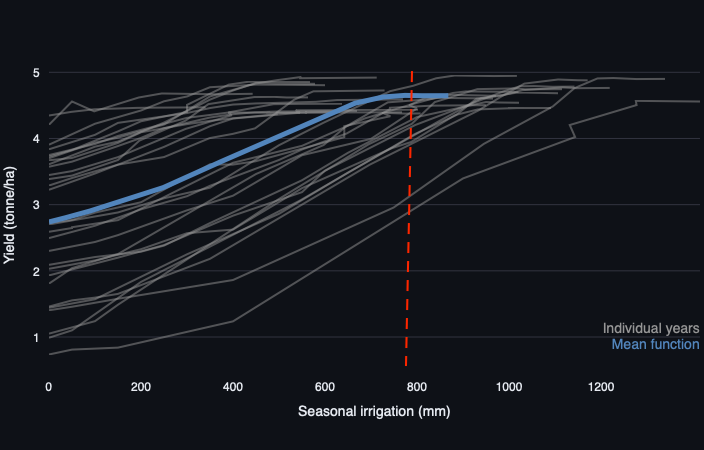 Yield (tonne/ha)
5
4
3
2
1
Individual years
Mean function
0 200 400 600 800 1000 1200
Seasonal irrigation (mm)